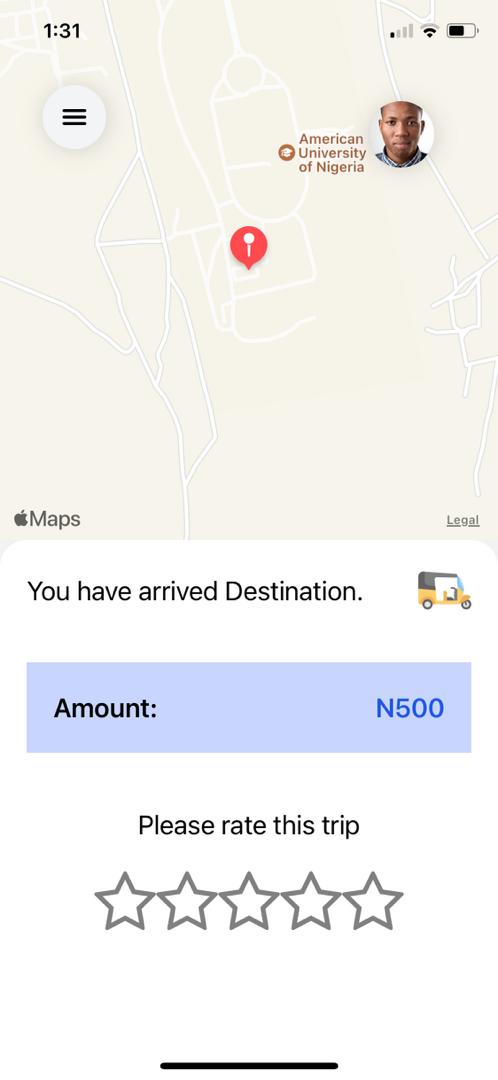 1:31
American
University
of Nigeria
Maps
Legal
You have arrived Destination.
Amount: N500
Please rate this trip